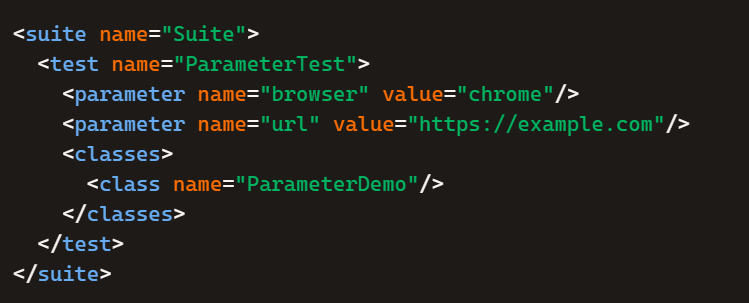 <suite name="Suite">
  <test name="ParameterTest">
    <parameter name="browser" value="chrome"/>
    <parameter name="url" value="https://example.com"/>
    <classes>
      <class name="ParameterDemo"/>
    </classes>
  </test>
</suite>